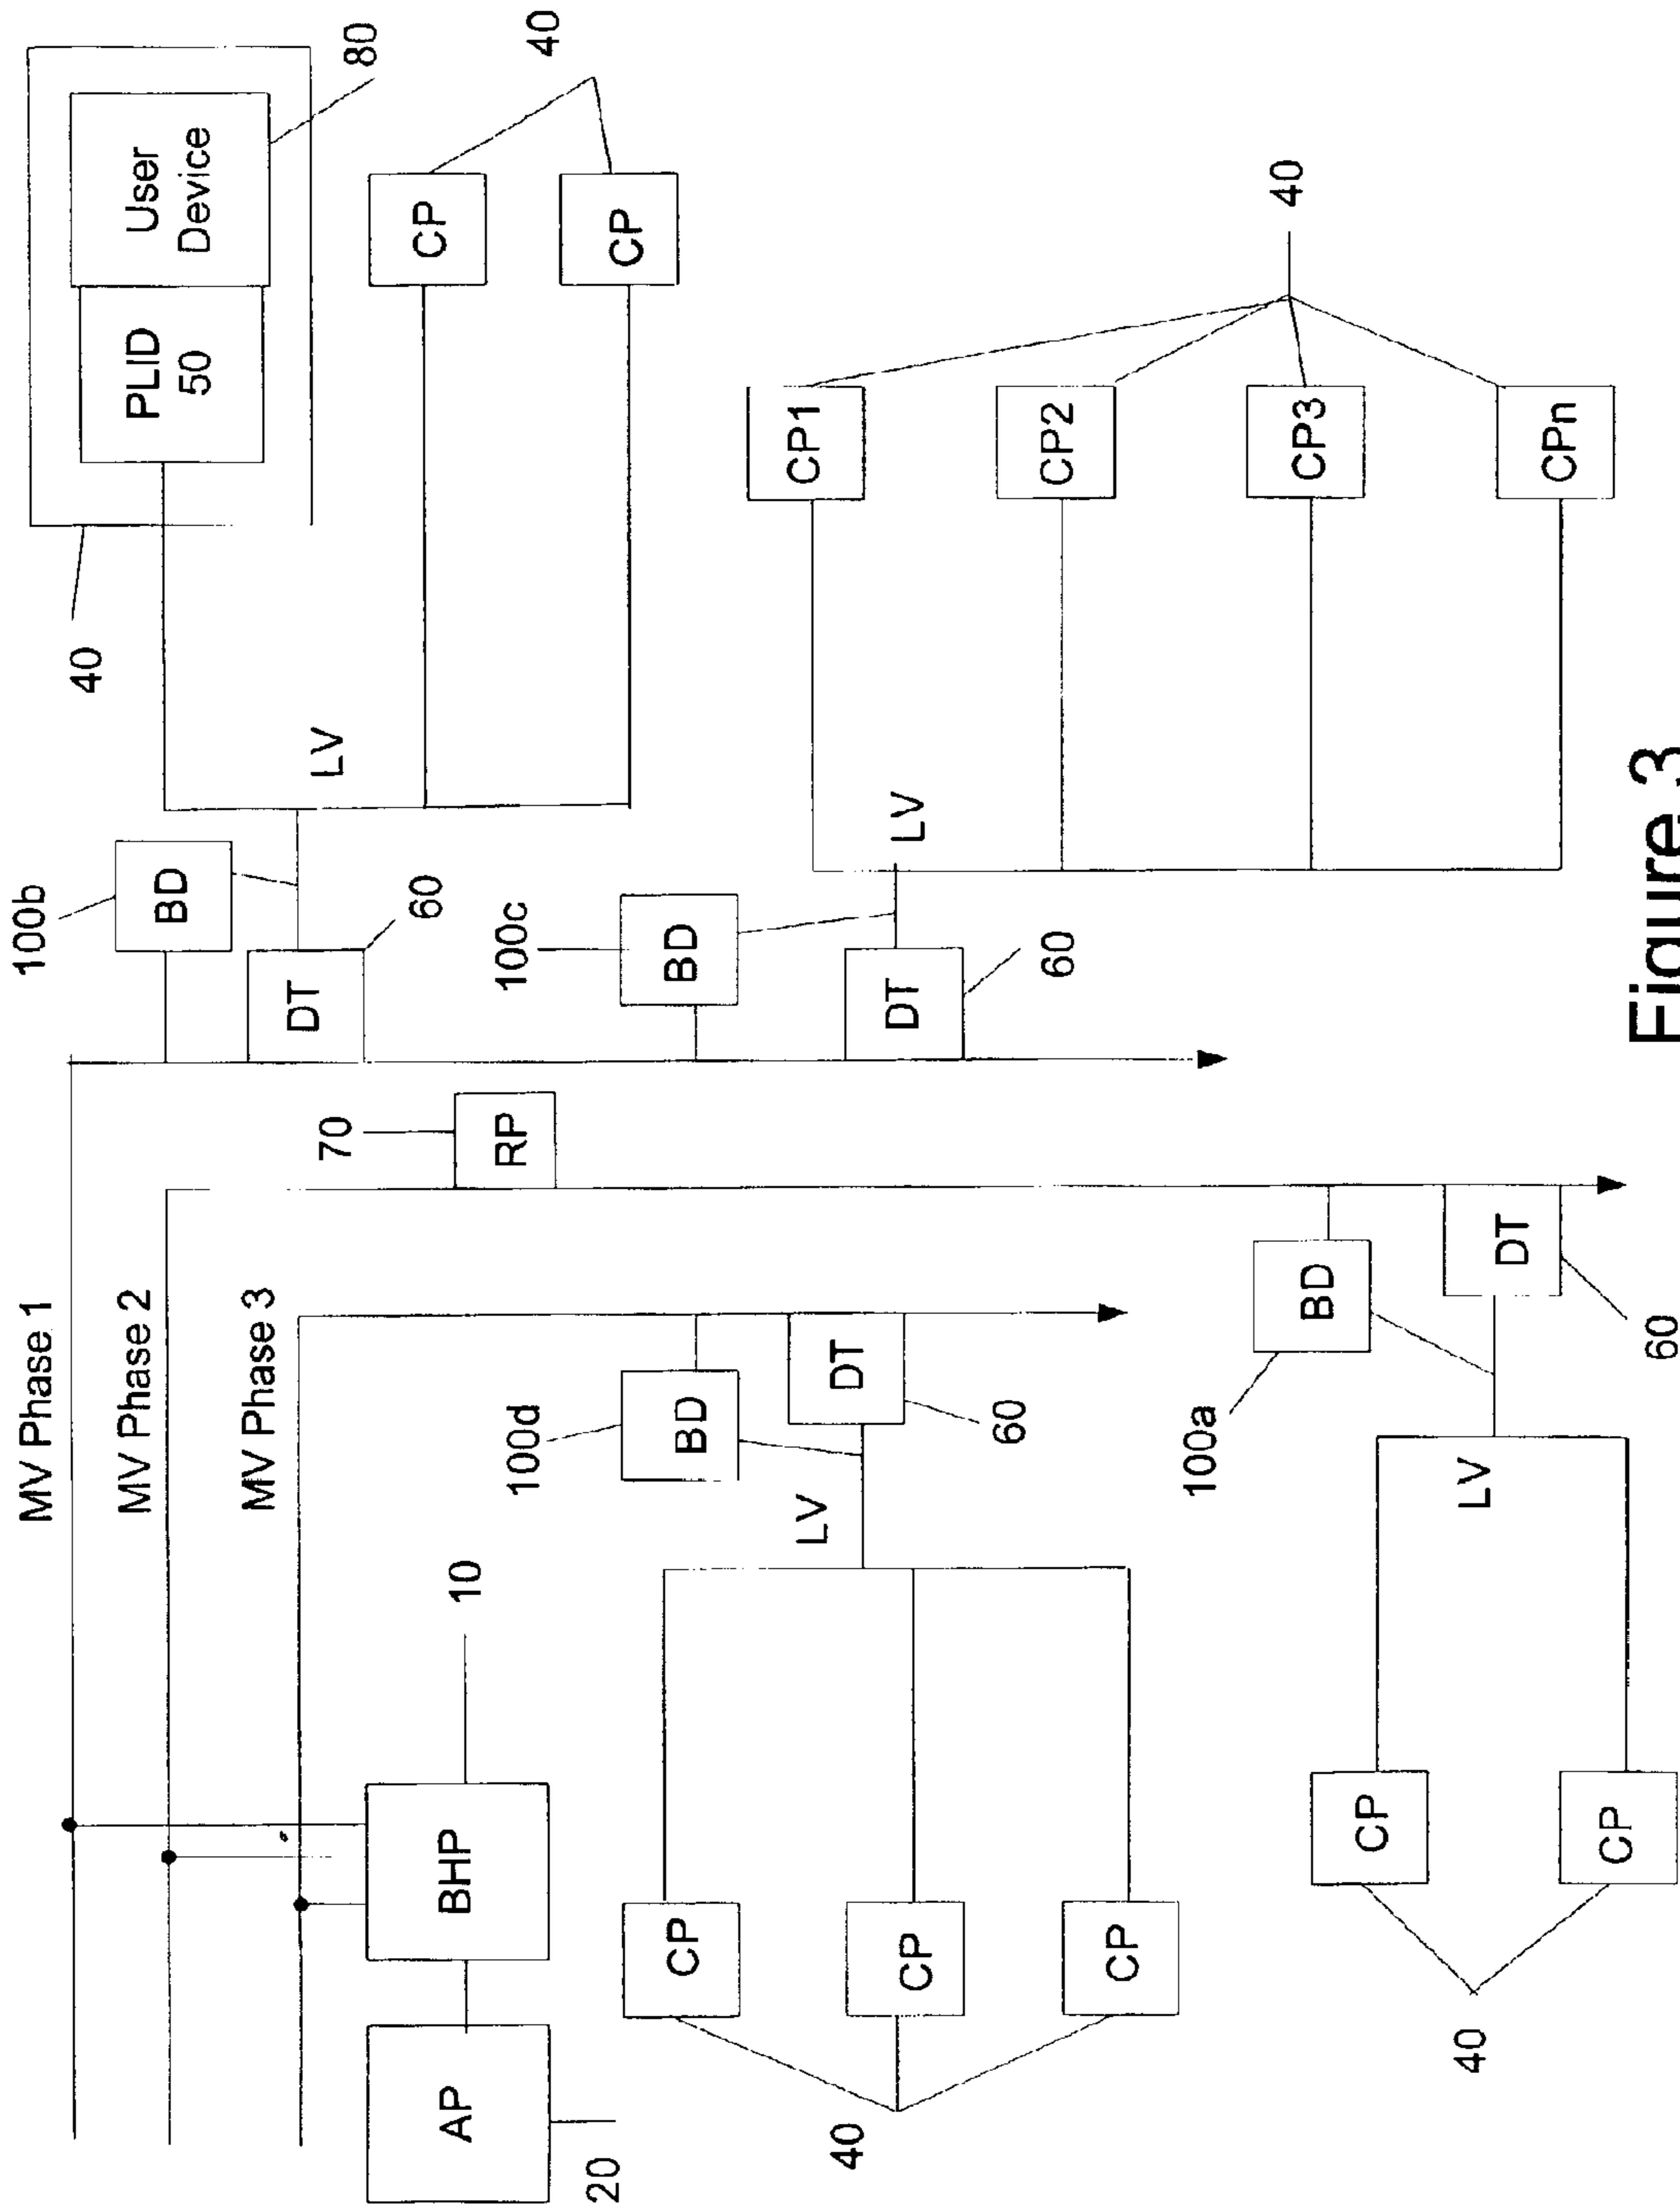 MV Phase 1
MV Phase 2
MV Phase 3
AP
20
BHP
10
100b
BD
DT
60
LV
40
PLID
50
User
Device
80
CP
CP
40
70
RP
100c
BD
DT
60
LV
CP1
CP2
CP3
CPn
40
100d
BD
DT
60
LV
CP
CP
CP
40
100a
BD
DT
60
LV
CP
CP
40
Figure 3